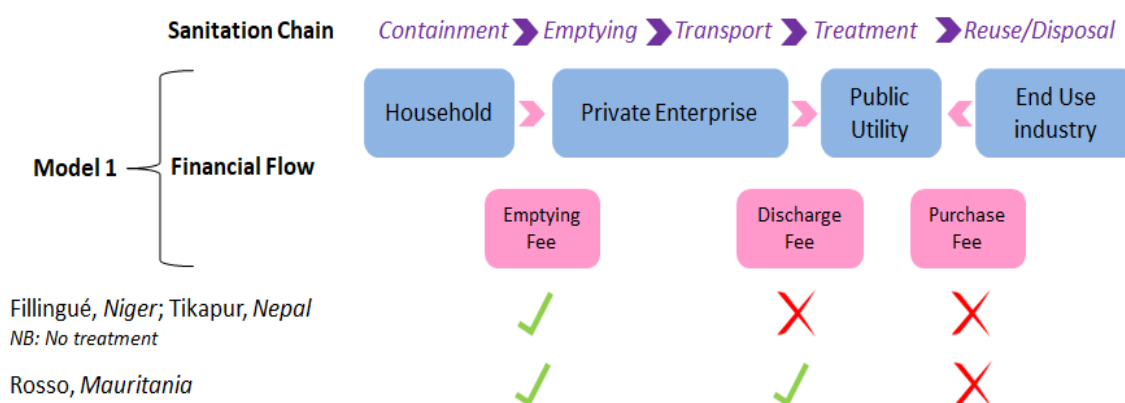 Sanitation Chain Containment Emptying Transport Treatment Reuse/Disposal
Household
Private Enterprise
Public
Utility
End Use
industry
Model 1
Financial Flow
Emptying
Fee
Discharge
Fee
Purchase
Fee
Fillingué, Niger; Tikapur, Nepal
NB: No treatment
Rosso, Mauritania